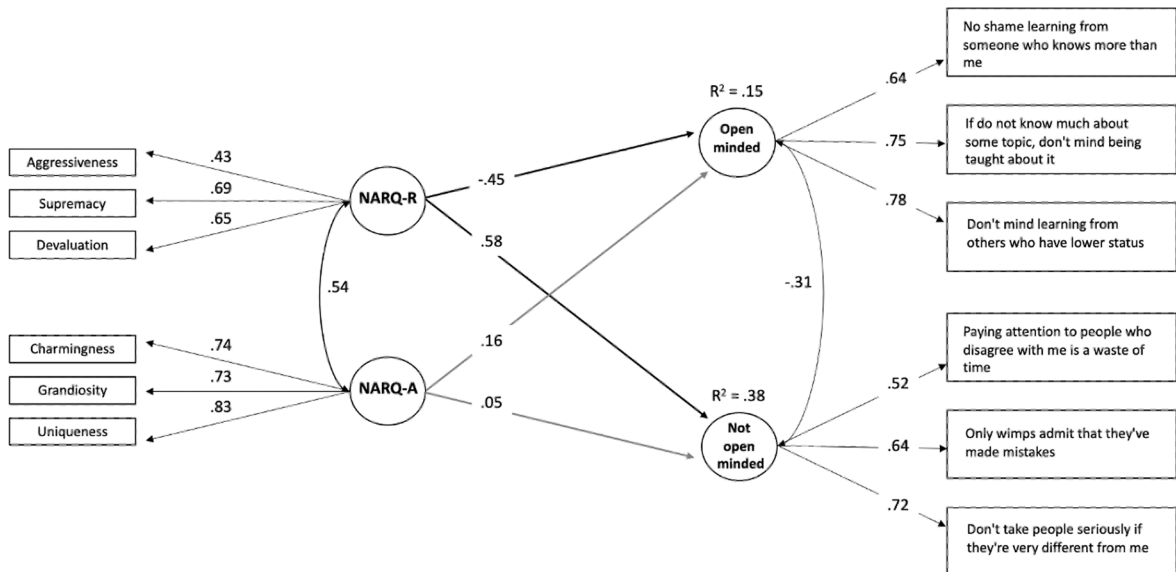 No shame learning from
someone who knows more than
me
.64
R² = .15
Open
minded
.75
If do not know much about
some topic, don't mind being
taught about it
Aggressiveness
.43
Supremacy
.69
NARQ-R
-.45
.78
Devaluation
.65
Don't mind learning from
others who have lower status
.58
.54
-.31
Charmingness
.74
.16
Paying attention to people who
disagree with me is a waste of
time
Grandiosity
.73
NARQ-A
.05
R² = .38
.52
Uniqueness
.83
Not
open
minded
.64
Only wimps admit that they've
made mistakes
.72
Don't take people seriously if
they're very different from me